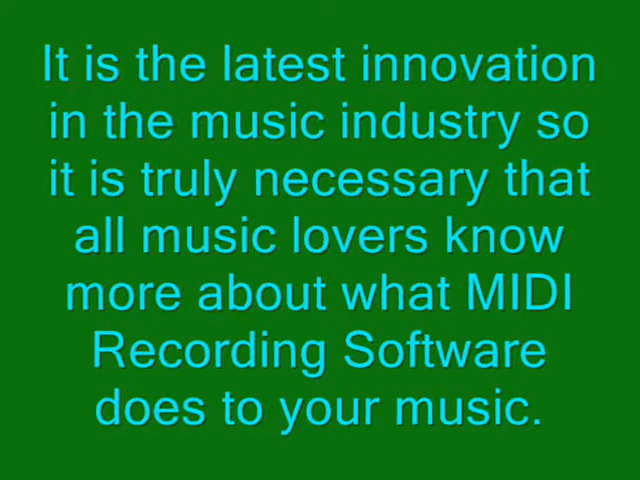 It is the latest innovation
in the music industry so
it is truly necessary that
all music lovers know
more about what MIDI
Recording Software
does to your music.